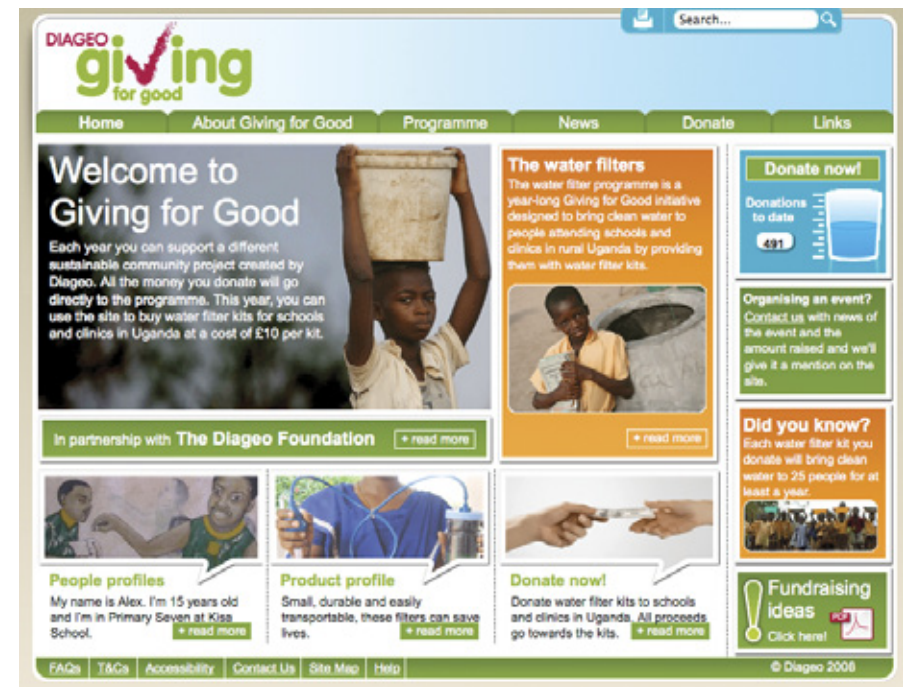 Search...
DIAGEO
giving
for good
Home
About Giving for Good
Programme
News
Donate
Links
Welcome to
Giving for Good
Each year you can support a different
sustainable community project created by
Diageo. All the money you donate will go
directly to the programme. This year, you can
use the site to buy water filter kits for schools
and clinics in Uganda at a cost of £10 per kit.
In partnership with The Diageo Foundation
+ read more
The water filters
The water filter programme is a
year-long Giving for Good initiative
designed to bring clean water to
people attending schools and
clinics in rural Uganda by providing
them with water filter kits.
+ read more
Donate now!
Donations
to date
491
Organising an event?
Contact us with news of
the event and the
amount raised and we'll
give it a mention on the
site.
Did you know?
Each water filter kit you
donate will bring clean
water to 25 people for at
least a year.
Fundraising
ideas
Click here!
PDF
People profiles
My name is Alex. I'm 15 years old
and I'm in Primary Seven at Kisa
School.
+ read more
Product profile
Small, durable and easily
transportable, these filters can save
lives.
+ read more
Donate now!
Donate water filter kits to schools
and clinics in Uganda. All proceeds
go towards the kits.
+ read more
FAQs
T&Cs
Accessibility
Contact Us
Site Map
Help
© Diageo 2008